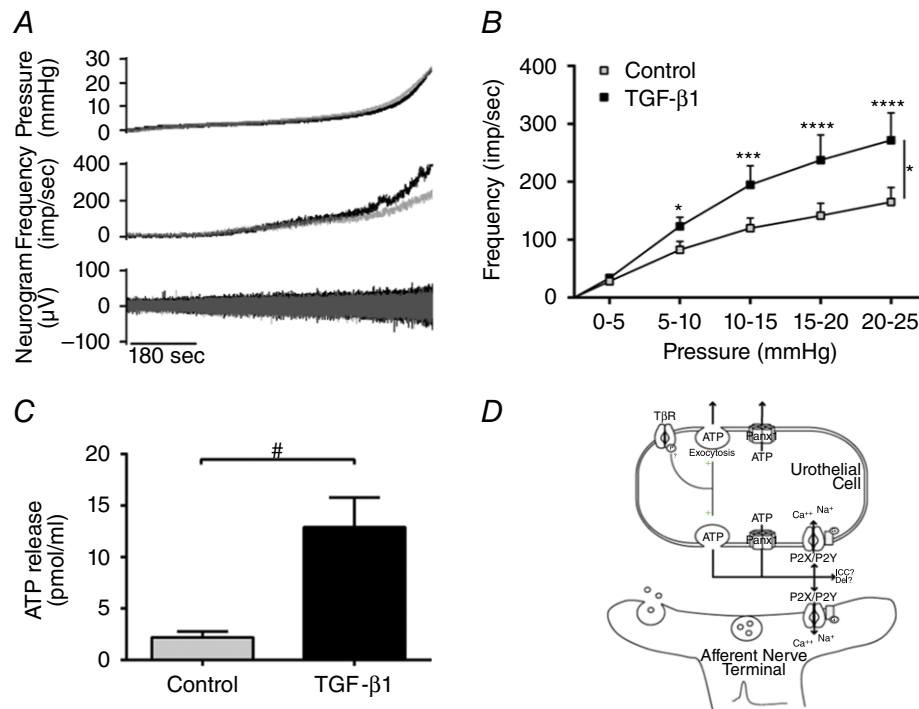 A
Pressure
(mmHg)
30
20
10
0
Frequency
(imp/sec)
400
200
0
Neurogram
(µV)
100
0
−100
180 sec
B
Frequency (imp/sec)
400
300
200
100
0
Control
TGF-β1
*
***
****
****
*
0-5
5-10
10-15
15-20
20-25
Pressure (mmHg)
C
ATP release
(pmol/ml)
20
15
10
5
0
#
Control
TGF-β1
D
TβR
ATP
Panx1
?
Exocytosis
ATP
+
Urothelial
Cell
+
ATP
Ca⁺⁺
Na⁺
ATP
Panx1
P2X/P2Y
ICC?
P2X/P2Y
Ca⁺⁺
Na⁺
Afferent Nerve
Terminal